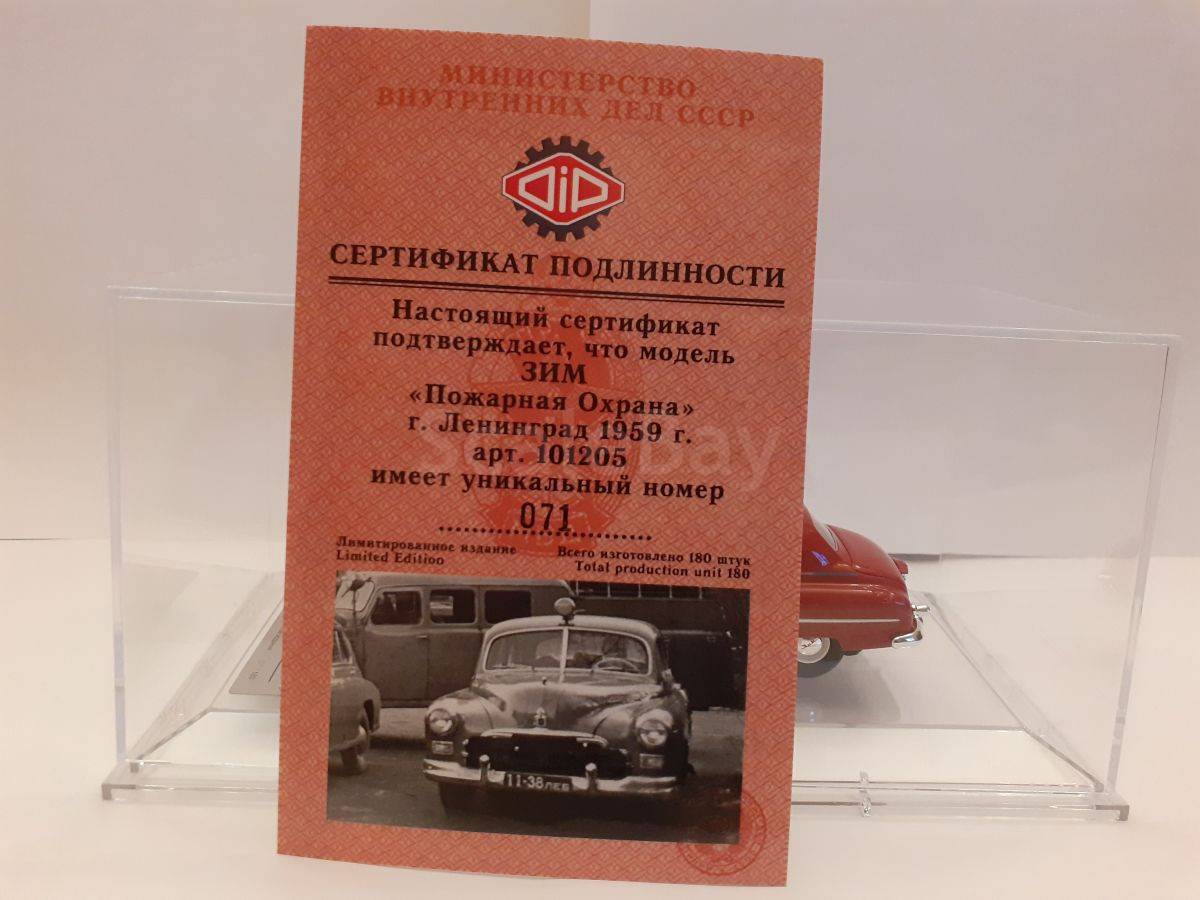 МИНИСТЕРСТВО
ВНУТРЕННИХ ДЕЛ СССР
DiP
СЕРТИФИКАТ ПОДЛИННОСТИ
Настоящий сертификат
подтверждает, что модель
ЗИМ
«Пожарная Охрана»
г. Ленинград 1959 г.
арт. 101205
имеет уникальный номер
071
Лимитированное издание
Limited Edition
Всего изготовлено 180 штук
Total production unit 180
11-38 ЛЕБ